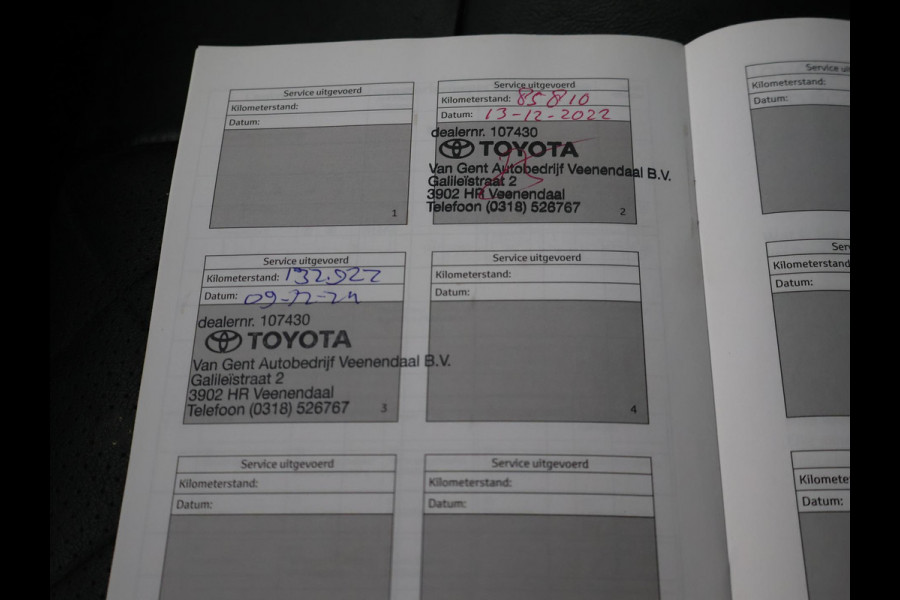 Service uitgevoerd
Kilometerstand:
Datum:
1
Service uitgevoerd
Kilometerstand: 85810
Datum: 13-12-2022
dealernr. 107430
TOYOTA
Van Gent Autobedrijf Veenendaal B.V.
Galileïstraat 2
3902 HR Veenendaal
Telefoon (0318) 526767
2
Service uitgevoerd
Kilometerstand: 132.922
Datum: 09-12-24
dealernr. 107430
TOYOTA
Van Gent Autobedrijf Veenendaal B.V.
Galileïstraat 2
3902 HR Veenendaal
Telefoon (0318) 526767
3
Service uitgevoerd
Kilometerstand:
Datum:
4
Service uitgevoerd
Kilometerstand:
Datum:
Service uitgevoerd
Kilometerstand:
Datum:
Service ui
Kilometerstand:
Datum:
Ser
Kilometerstand
Datum:
Kilomete
Datum: